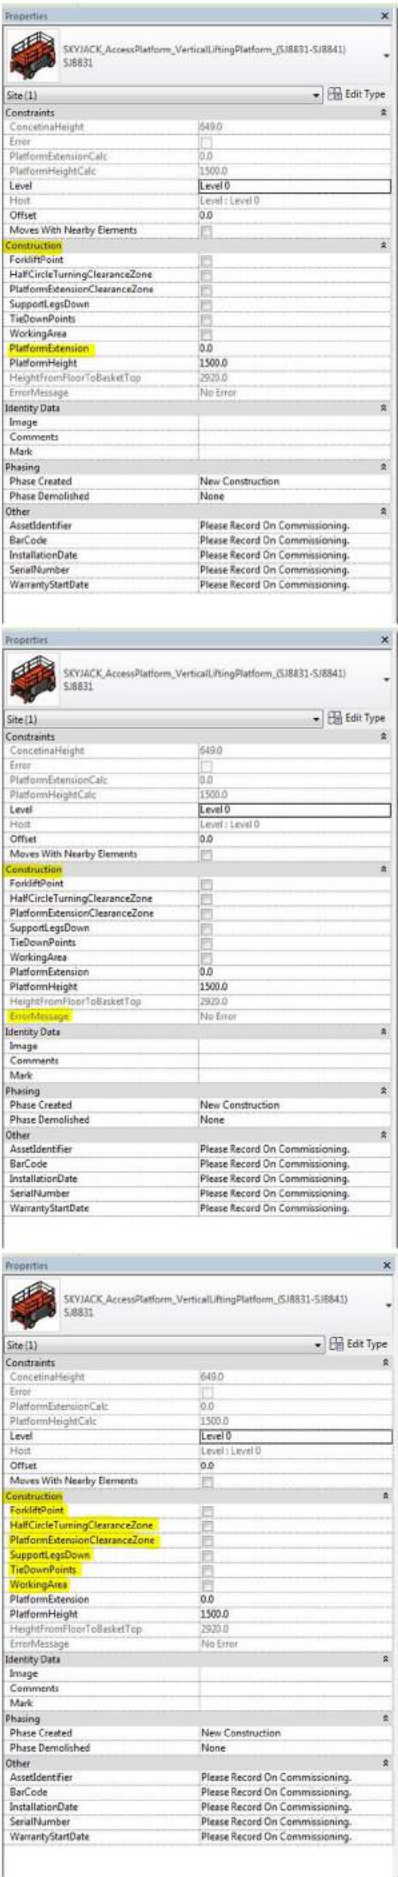 Properties
SKYJACK_AccessPlatform_VerticalLiftingPlatform_(SJ8831-SJ8841)
SJ8831
Site (1) Edit Type
Constraints
ConcetinaHeight 649.0
Error
PlatformExtensionCalc 0.0
PlatformHeightCalc 1500.0
Level Level 0
Host Level : Level 0
Offset 0.0
Moves With Nearby Elements
Construction
ForkliftPoint
HalfCircleTurningClearanceZone
PlatformExtensionClearanceZone
SupportLegsDown
TieDownPoints
WorkingArea
PlatformExtension 0.0
PlatformHeight 1500.0
HeightFromFloorToBasketTop 2920.0
ErrorMessage No Error
Identity Data
Image
Comments
Mark
Phasing
Phase Created New Construction
Phase Demolished None
Other
AssetIdentifier Please Record On Commissioning.
BarCode Please Record On Commissioning.
InstallationDate Please Record On Commissioning.
SerialNumber Please Record On Commissioning.
WarrantyStartDate Please Record On Commissioning.
Properties
SKYJACK_AccessPlatform_VerticalLiftingPlatform_(SJ8831-SJ8841)
SJ8831
Site (1) Edit Type
Constraints
ConcetinaHeight 649.0
Error
PlatformExtensionCalc 0.0
PlatformHeightCalc 1500.0
Level Level 0
Host Level : Level 0
Offset 0.0
Moves With Nearby Elements
Construction
ForkliftPoint
HalfCircleTurningClearanceZone
PlatformExtensionClearanceZone
SupportLegsDown
TieDownPoints
WorkingArea
PlatformExtension 0.0
PlatformHeight 1500.0
HeightFromFloorToBasketTop 2920.0
ErrorMessage No Error
Identity Data
Image
Comments
Mark
Phasing
Phase Created New Construction
Phase Demolished None
Other
AssetIdentifier Please Record On Commissioning.
BarCode Please Record On Commissioning.
InstallationDate Please Record On Commissioning.
SerialNumber Please Record On Commissioning.
WarrantyStartDate Please Record On Commissioning.
Properties
SKYJACK_AccessPlatform_VerticalLiftingPlatform_(SJ8831-SJ8841)
SJ8831
Site (1) Edit Type
Constraints
ConcetinaHeight 649.0
Error
PlatformExtensionCalc 0.0
PlatformHeightCalc 1500.0
Level Level 0
Host Level : Level 0
Offset 0.0
Moves With Nearby Elements
Construction
ForkliftPoint
HalfCircleTurningClearanceZone
PlatformExtensionClearanceZone
SupportLegsDown
TieDownPoints
WorkingArea
PlatformExtension 0.0
PlatformHeight 1500.0
HeightFromFloorToBasketTop 2920.0
ErrorMessage No Error
Identity Data
Image
Comments
Mark
Phasing
Phase Created New Construction
Phase Demolished None
Other
AssetIdentifier Please Record On Commissioning.
BarCode Please Record On Commissioning.
InstallationDate Please Record On Commissioning.
SerialNumber Please Record On Commissioning.
WarrantyStartDate Please Record On Commissioning.